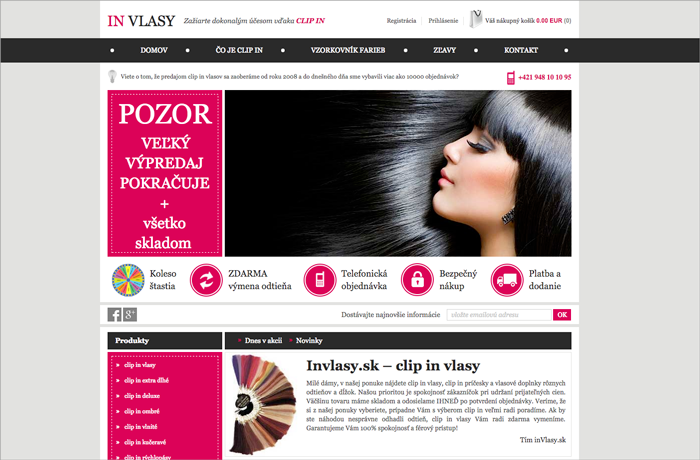 IN VLASY
Zažiarte dokonalým účesom vďaka CLIP IN
Registrácia
Prihlásenie
Váš nákupný košík 0.00 EUR (0)
DOMOV
ČO JE CLIP IN
VZORKOVNÍK FARIEB
ZĽAVY
KONTAKT
Viete o tom, že predajom clip in vlasov sa zaoberáme od roku 2008 a do dnešného dňa sme vybavili viac ako 10000 objednávok?
+421 948 10 10 95
POZOR
VEĽKÝ
VÝPREDAJ
POKRAČUJE
+
všetko
skladom
Koleso
štastia
ZDARMA
výmena odtieňa
Telefonická
objednávka
Bezpečný
nákup
Platba a
dodanie
f g+
Dostávajte najnovšie informácie
vložte emailovú adresu
OK
Produkty
» clip in vlasy
» clip in extra dlhé
» clip in deluxe
» clip in ombré
» clip in vlnité
» clip in kučeravé
» clip in rýchlopásy
Dnes v akcii
Novinky
Invlasy.sk – clip in vlasy
Milé dámy, v našej ponuke nájdete clip in vlasy, clip in príčesky a vlasové doplnky rôznych
odtieňov a dĺžok. Našou prioritou je spokojnosť zákazníčok pri udržaní prijateľných cien.
Väčšinu tovaru máme skladom a odosielame IHNEĎ po potvrdení objednávky. Veríme, že
si z našej ponuky vyberiete, prípadne Vám s výberom clip in veľmi radi poradíme. Ak by
ste náhodou nesprávne odhadli odtieň, clip in vlasy Vám radi zdarma vymeníme.
Garantujeme Vám 100% spokojnosť a férový prístup!
Tím inVlasy.sk